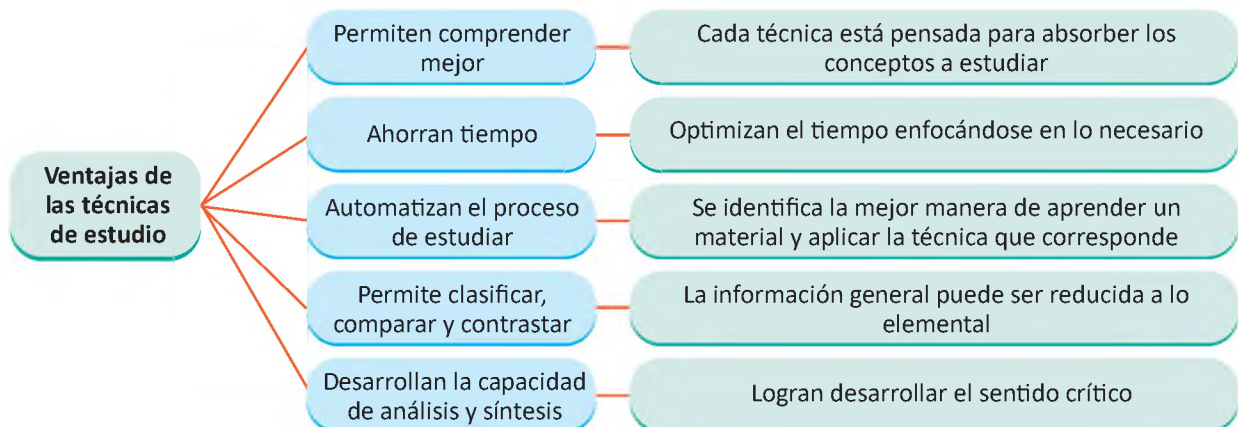 Ventajas de
las técnicas
de estudio
Permiten comprender
mejor
Cada técnica está pensada para absorber los
conceptos a estudiar
Ahorran tiempo
Optimizan el tiempo enfocándose en lo necesario
Automatizan el proceso
de estudiar
Se identifica la mejor manera de aprender un
material y aplicar la técnica que corresponde
Permite clasificar,
comparar y contrastar
La información general puede ser reducida a lo
elemental
Desarrollan la capacidad
de análisis y síntesis
Logran desarrollar el sentido crítico